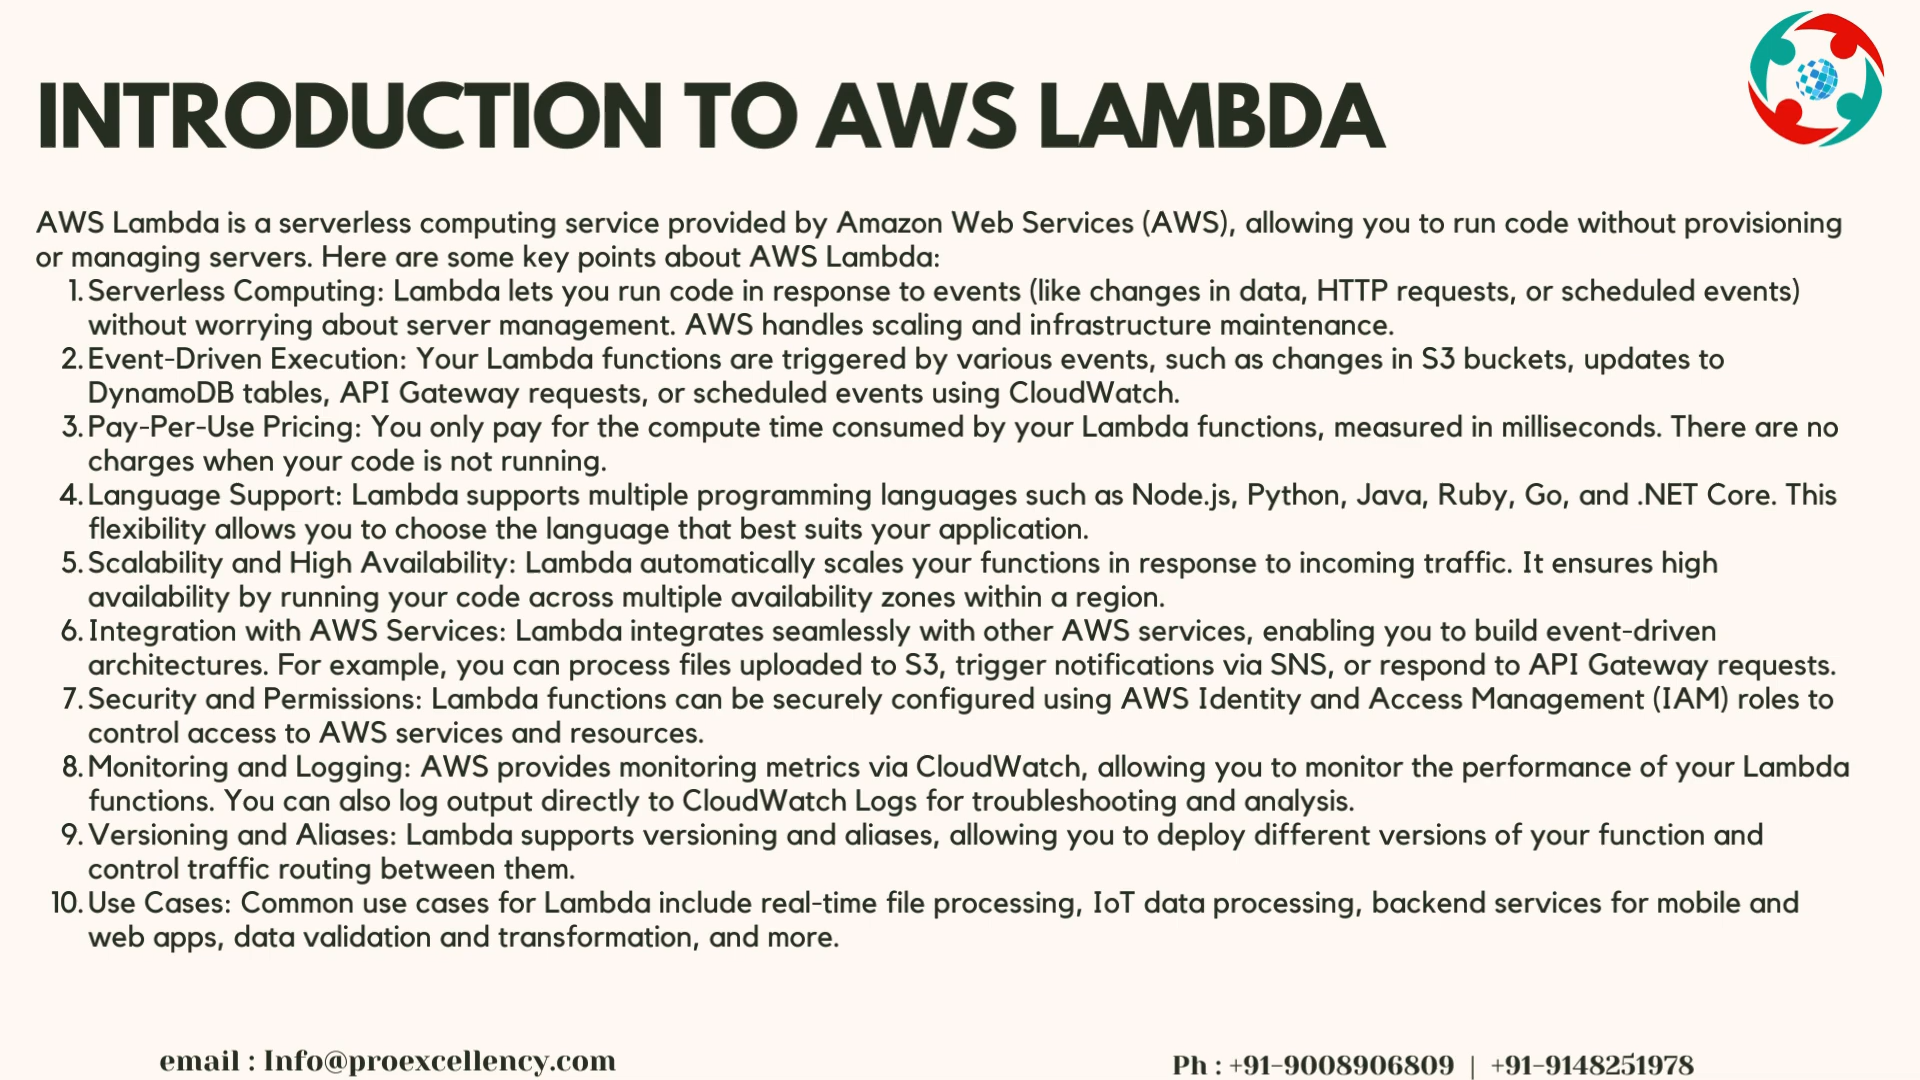 INTRODUCTION TO AWS LAMBDA
AWS Lambda is a serverless computing service provided by Amazon Web Services (AWS), allowing you to run code without provisioning
or managing servers. Here are some key points about AWS Lambda:
1. Serverless Computing: Lambda lets you run code in response to events (like changes in data, HTTP requests, or scheduled events)
without worrying about server management. AWS handles scaling and infrastructure maintenance.
2. Event-Driven Execution: Your Lambda functions are triggered by various events, such as changes in S3 buckets, updates to
DynamoDB tables, API Gateway requests, or scheduled events using CloudWatch.
3. Pay-Per-Use Pricing: You only pay for the compute time consumed by your Lambda functions, measured in milliseconds. There are no
charges when your code is not running.
4. Language Support: Lambda supports multiple programming languages such as Node.js, Python, Java, Ruby, Go, and .NET Core. This
flexibility allows you to choose the language that best suits your application.
5. Scalability and High Availability: Lambda automatically scales your functions in response to incoming traffic. It ensures high
availability by running your code across multiple availability zones within a region.
6. Integration with AWS Services: Lambda integrates seamlessly with other AWS services, enabling you to build event-driven
architectures. For example, you can process files uploaded to S3, trigger notifications via SNS, or respond to API Gateway requests.
7. Security and Permissions: Lambda functions can be securely configured using AWS Identity and Access Management (IAM) roles to
control access to AWS services and resources.
8. Monitoring and Logging: AWS provides monitoring metrics via CloudWatch, allowing you to monitor the performance of your Lambda
functions. You can also log output directly to CloudWatch Logs for troubleshooting and analysis.
9. Versioning and Aliases: Lambda supports versioning and aliases, allowing you to deploy different versions of your function and
control traffic routing between them.
10. Use Cases: Common use cases for Lambda include real-time file processing, IoT data processing, backend services for mobile and
web apps, data validation and transformation, and more.
email : Info@proexcellency.com
Ph : +91-9008906809 | +91-9148251978